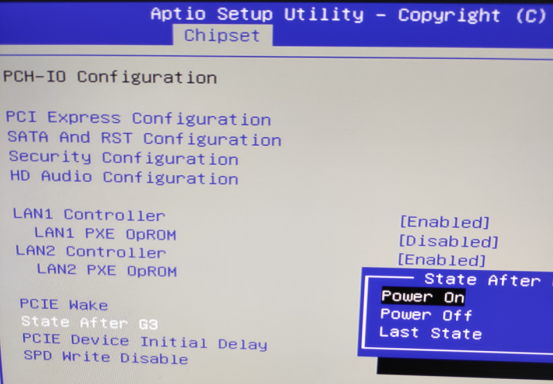 Aptio Setup Utility – Copyright (C)
Chipset
PCH-IO Configuration
PCI Express Configuration
SATA And RST Configuration
Security Configuration
HD Audio Configuration
LAN1 Controller [Enabled]
LAN1 PXE OpROM [Disabled]
LAN2 Controller [Enabled]
LAN2 PXE OpROM
State After
Power On
Power Off
Last State
PCIE Wake
State After G3
PCIE Device Initial Delay
SPD Write Disable